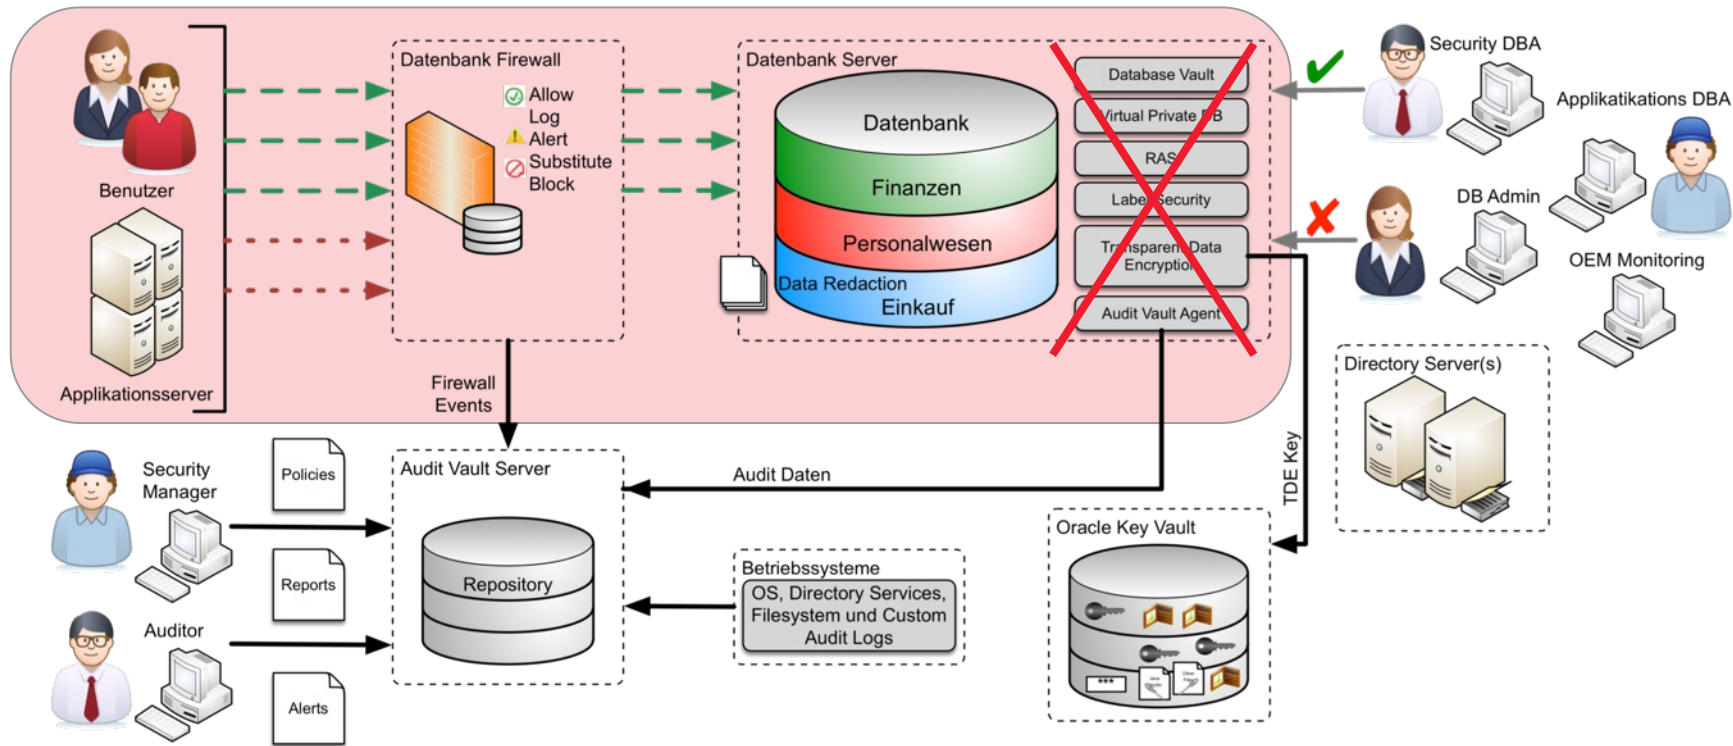 Benutzer
Applikationsserver
Datenbank Firewall
Allow
Log
Alert
Substitute
Block
Firewall
Events
Datenbank Server
Datenbank
Finanzen
Personalwesen
Data Redaction
Einkauf
Database Vault
Virtual Private DB
RAS
Label Security
Transparent Data
Encryption
Audit Vault Agent
Security DBA
Applikatikations DBA
DB Admin
OEM Monitoring
Directory Server(s)
TDE Key
Security
Manager
Auditor
Policies
Reports
Alerts
Audit Vault Server
Repository
Audit Daten
Betriebssysteme
OS, Directory Services,
Filesystem und Custom
Audit Logs
Oracle Key Vault
***
Java
Other